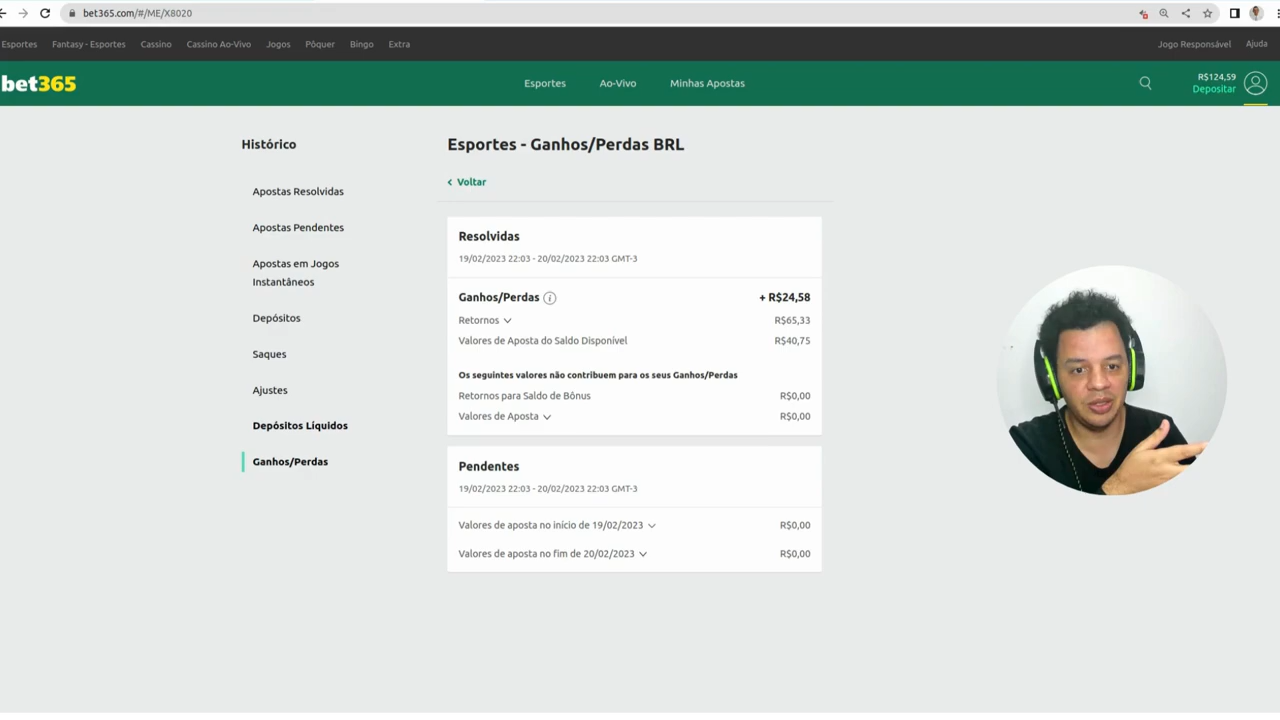 bet365.com/#/ME/X8020
Esportes Fantasy - Esportes Cassino Cassino Ao-Vivo Jogos Pôquer Bingo Extra Jogo Responsável Ajuda
bet365 Esportes Ao-Vivo Minhas Apostas R$124,59
Depositar
Histórico
Apostas Resolvidas
Apostas Pendentes
Apostas em Jogos
Instantâneos
Depósitos
Saques
Ajustes
Depósitos Líquidos
Ganhos/Perdas
Esportes - Ganhos/Perdas BRL
Voltar
Resolvidas
19/02/2023 22:03 - 20/02/2023 22:03 GMT-3
Ganhos/Perdas + R$24,58
Retornos R$65,33
Valores de Aposta do Saldo Disponível R$40,75
Os seguintes valores não contribuem para os seus Ganhos/Perdas
Retornos para Saldo de Bônus R$0,00
Valores de Aposta R$0,00
Pendentes
19/02/2023 22:03 - 20/02/2023 22:03 GMT-3
Valores de aposta no início de 19/02/2023 R$0,00
Valores de aposta no fim de 20/02/2023 R$0,00